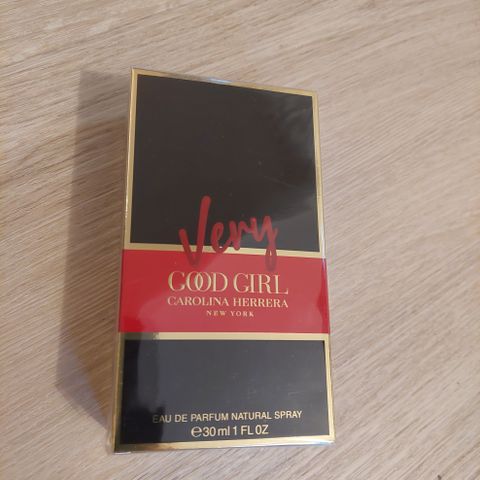 Very
GOOD GIRL
CAROLINA HERRERA
NEW YORK
EAU DE PARFUM NATURAL SPRAY
℮30 ml 1 FL OZ